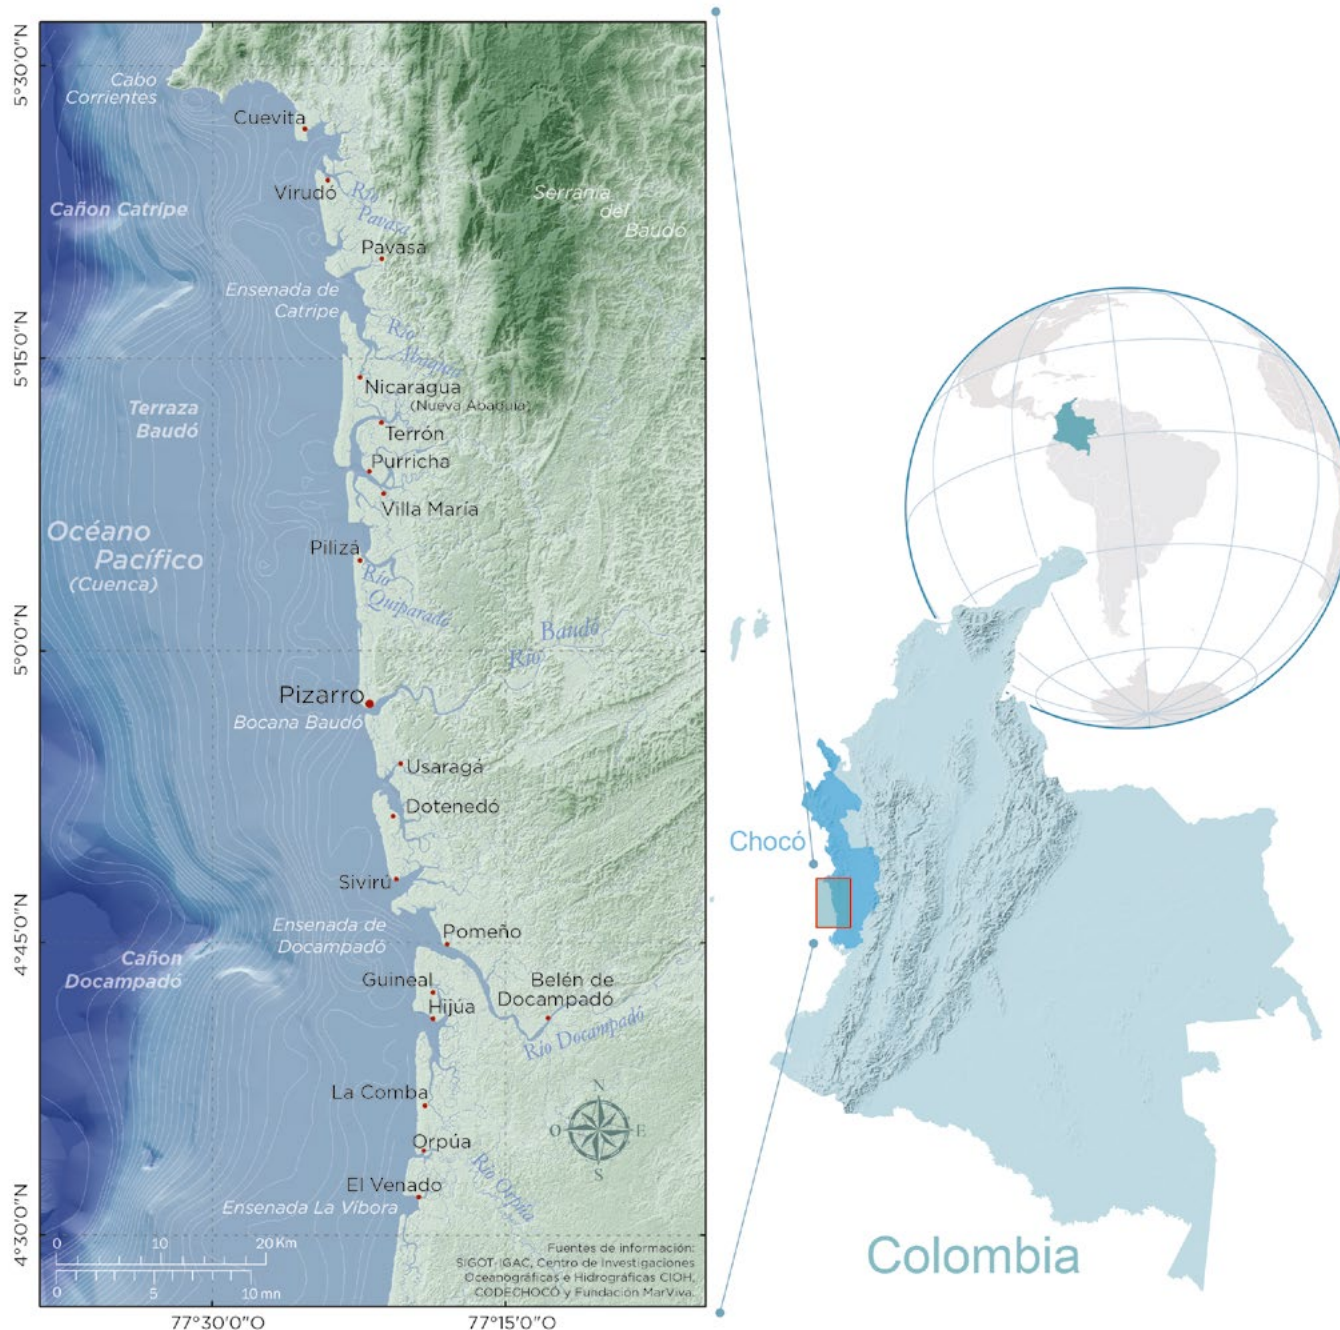 5°30'0"N
5°15'0"N
5°0'0"N
4°45'0"N
4°30'0"N
77°30'0"O
77°15'0"O
Cabo
Corrientes
Cuevita
Virudó
Río
Pavasa
Serranía
del
Baudó
Cañon Catrípe
Pavasa
Ensenada de
Catripe
Río
Abaquía
Nicaragua
(Nueva Abaquía)
Terraza
Baudó
Terrón
Purricha
Villa María
Océano
Pacífico
(Cuenca)
Pilizá
Río
Quiparadó
Baudó
Río
Pizarro
Bocana Baudó
Usaragá
Dotenedó
Sivirú
Ensenada de
Docampadó
Pomeño
Cañon
Docampadó
Guineal
Hijúa
Belén de
Docampadó
Río Docampadó
La Comba
N
O
E
S
Orpúa
Río Orpúa
El Venado
Ensenada La Víbora
0 10 20 Km
0 5 10 mn
Fuentes de información:
SIGOT-IGAC, Centro de Investigaciones
Oceanográficas e Hidrográficas CIOH,
CODECHOCÓ y Fundación MarViva.
Chocó
Colombia